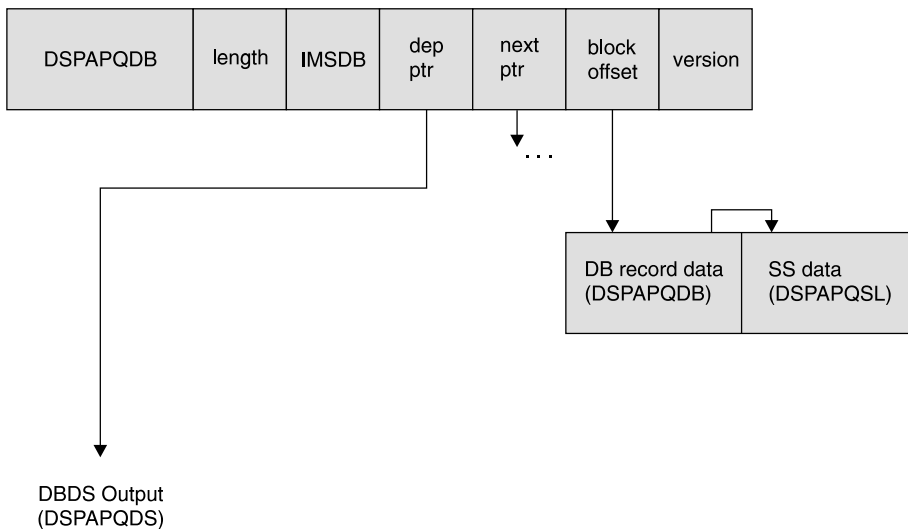 DSPAPQDB
length
IMSDB
dep
ptr
next
ptr
block
offset
version
...
DB record data
(DSPAPQDB)
SS data
(DSPAPQSL)
DBDS Output
(DSPAPQDS)